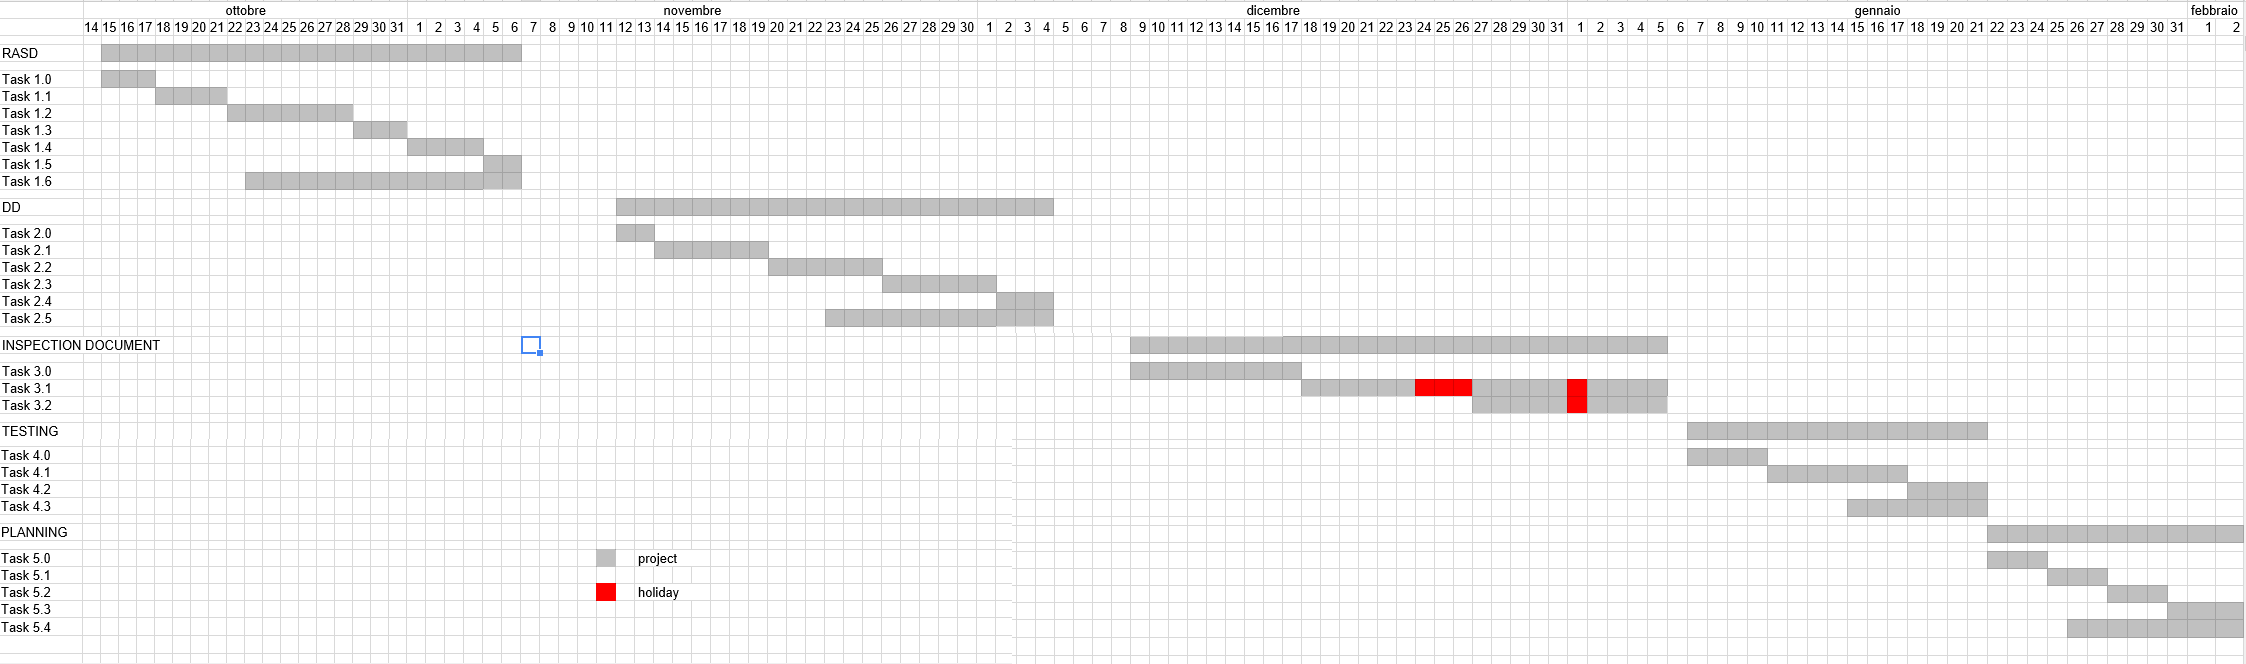 ottobre novembre dicembre gennaio febbraio
14 15 16 17 18 19 20 21 22 23 24 25 26 27 28 29 30 31 1 2 3 4 5 6 7 8 9 10 11 12 13 14 15 16 17 18 19 20 21 22 23 24 25 26 27 28 29 30 1 2 3 4 5 6 7 8 9 10 11 12 13 14 15 16 17 18 19 20 21 22 23 24 25 26 27 28 29 30 31 1 2 3 4 5 6 7 8 9 10 11 12 13 14 15 16 17 18 19 20 21 22 23 24 25 26 27 28 29 30 31 1 2
RASD
Task 1.0
Task 1.1
Task 1.2
Task 1.3
Task 1.4
Task 1.5
Task 1.6
DD
Task 2.0
Task 2.1
Task 2.2
Task 2.3
Task 2.4
Task 2.5
INSPECTION DOCUMENT
Task 3.0
Task 3.1
Task 3.2
TESTING
Task 4.0
Task 4.1
Task 4.2
Task 4.3
PLANNING
Task 5.0 project
Task 5.1
Task 5.2 holiday
Task 5.3
Task 5.4